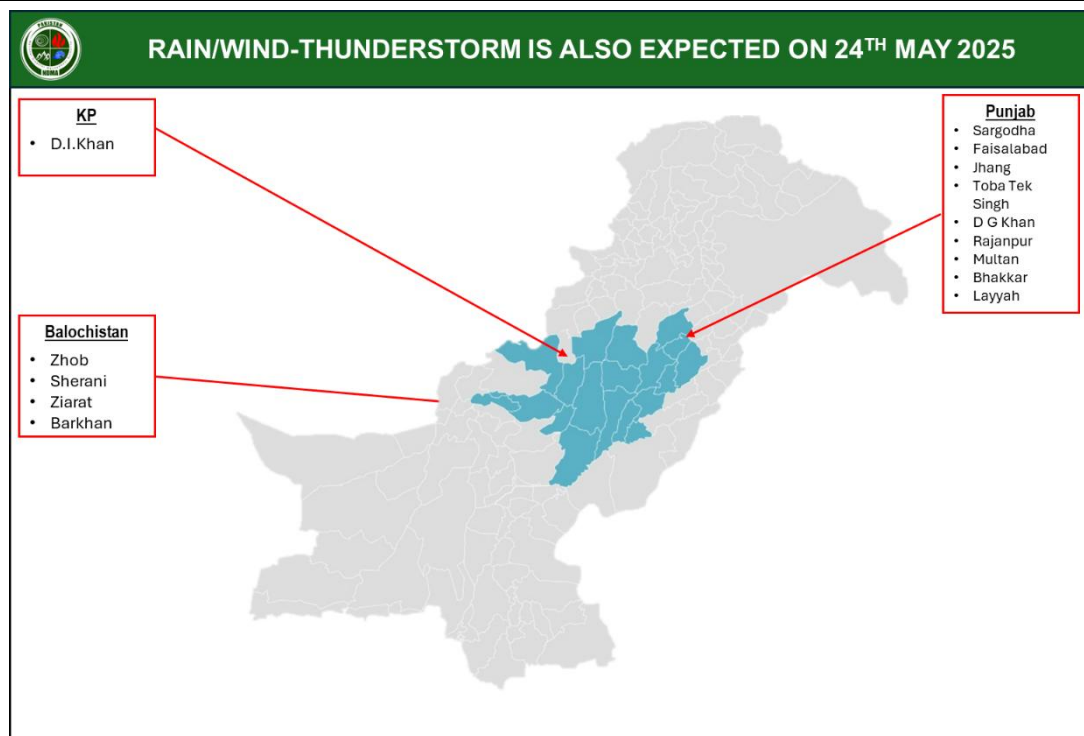 RAIN/WIND-THUNDERSTORM IS ALSO EXPECTED ON 24TH MAY 2025
KP
• D.I.Khan
Punjab
• Sargodha
• Faisalabad
• Jhang
• Toba Tek
Singh
• D G Khan
• Rajanpur
• Multan
• Bhakkar
• Layyah
Balochistan
• Zhob
• Sherani
• Ziarat
• Barkhan
NDMA